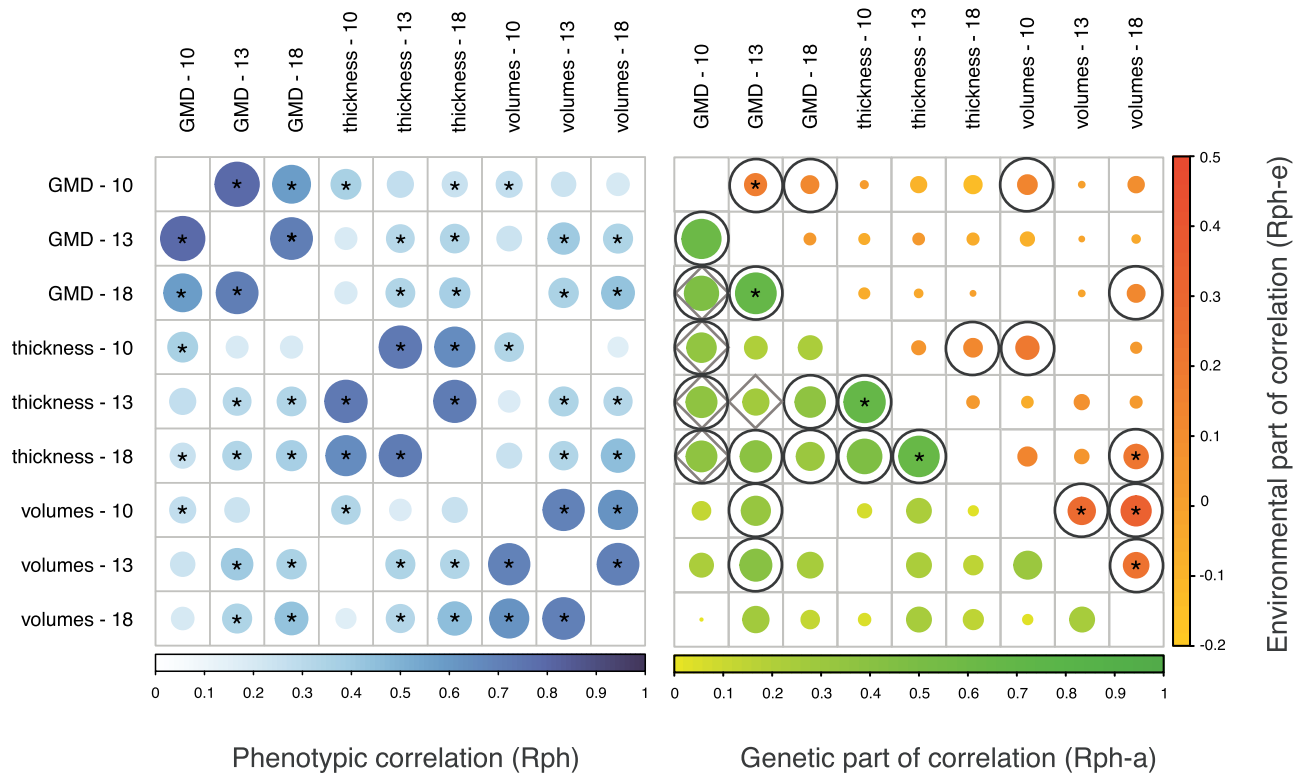 GMD - 10
GMD - 13
GMD - 18
thickness - 10
thickness - 13
thickness - 18
volumes - 10
volumes - 13
volumes - 18
GMD - 10
GMD - 13
GMD - 18
thickness - 10
thickness - 13
thickness - 18
volumes - 10
volumes - 13
volumes - 18
GMD - 10
GMD - 13
GMD - 18
thickness - 10
thickness - 13
thickness - 18
volumes - 10
volumes - 13
volumes - 18
0 0.1 0.2 0.3 0.4 0.5 0.6 0.7 0.8 0.9 1
Phenotypic correlation (Rph)
0 0.1 0.2 0.3 0.4 0.5 0.6 0.7 0.8 0.9 1
Genetic part of correlation (Rph-a)
0.5
0.4
0.3
0.2
0.1
0
-0.1
-0.2
Environmental part of correlation (Rph-e)